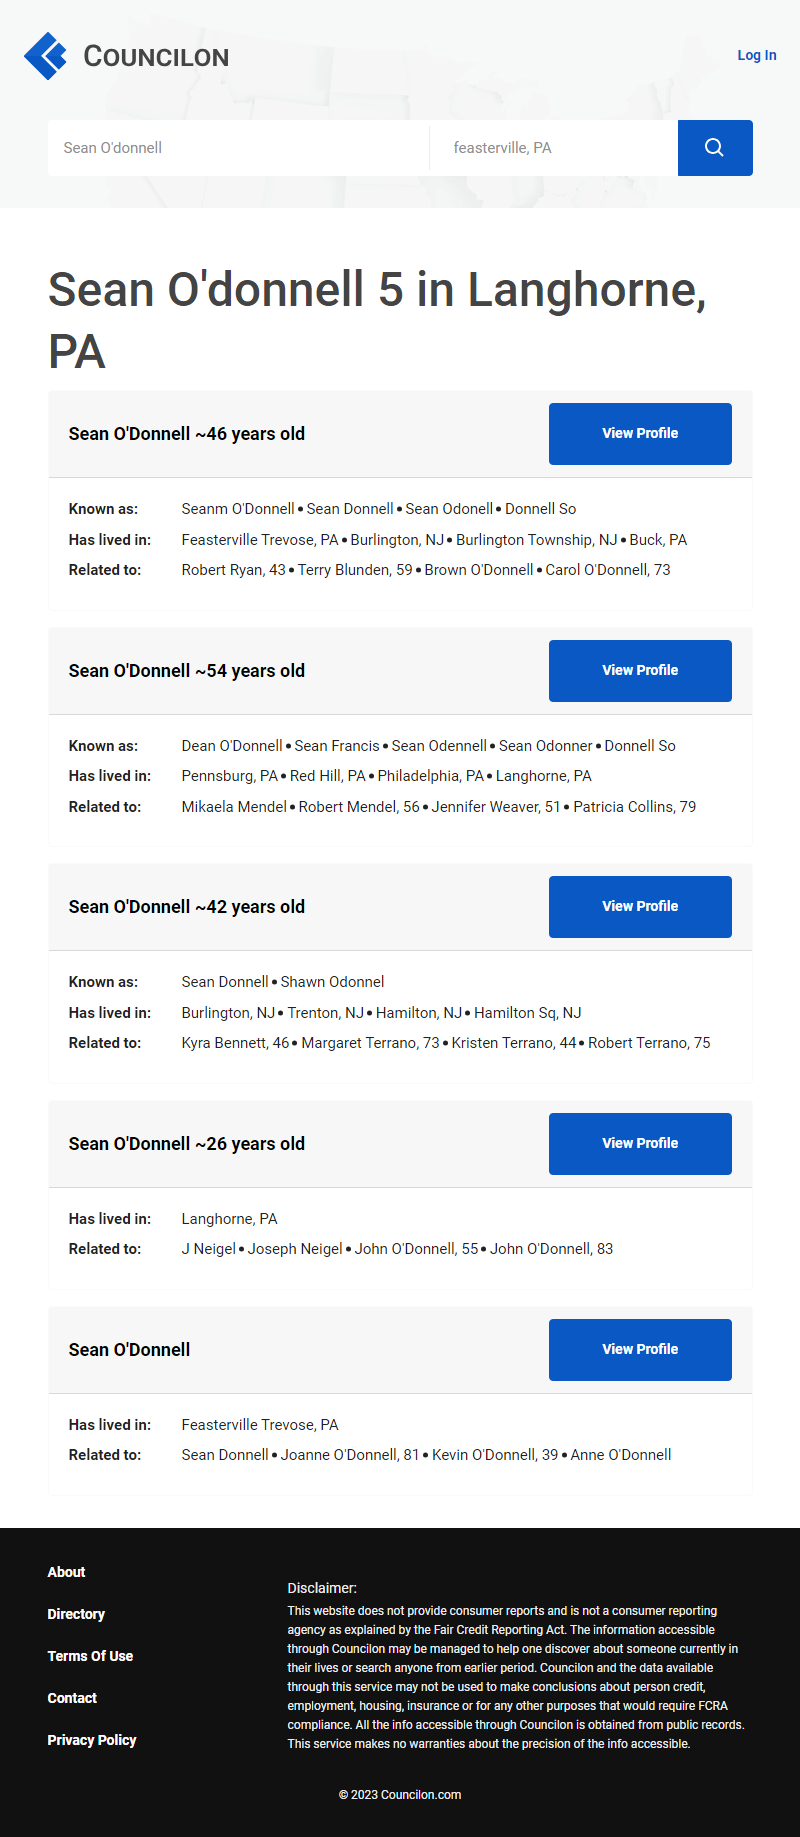 COUNCILON
Log In
Sean O'donnell
feasterville, PA
Sean O'donnell 5 in Langhorne,
PA
Sean O'Donnell ~46 years old
View Profile
Known as: Seanm O'Donnell • Sean Donnell • Sean Odonell • Donnell So
Has lived in: Feasterville Trevose, PA • Burlington, NJ • Burlington Township, NJ • Buck, PA
Related to: Robert Ryan, 43 • Terry Blunden, 59 • Brown O'Donnell • Carol O'Donnell, 73
Sean O'Donnell ~54 years old
View Profile
Known as: Dean O'Donnell • Sean Francis • Sean Odennell • Sean Odonner • Donnell So
Has lived in: Pennsburg, PA • Red Hill, PA • Philadelphia, PA • Langhorne, PA
Related to: Mikaela Mendel • Robert Mendel, 56 • Jennifer Weaver, 51 • Patricia Collins, 79
Sean O'Donnell ~42 years old
View Profile
Known as: Sean Donnell • Shawn Odonnel
Has lived in: Burlington, NJ • Trenton, NJ • Hamilton, NJ • Hamilton Sq, NJ
Related to: Kyra Bennett, 46 • Margaret Terrano, 73 • Kristen Terrano, 44 • Robert Terrano, 75
Sean O'Donnell ~26 years old
View Profile
Has lived in: Langhorne, PA
Related to: J Neigel • Joseph Neigel • John O'Donnell, 55 • John O'Donnell, 83
Sean O'Donnell
View Profile
Has lived in: Feasterville Trevose, PA
Related to: Sean Donnell • Joanne O'Donnell, 81 • Kevin O'Donnell, 39 • Anne O'Donnell
About
Directory
Terms Of Use
Contact
Privacy Policy
Disclaimer:
This website does not provide consumer reports and is not a consumer reporting
agency as explained by the Fair Credit Reporting Act. The information accessible
through Councilon may be managed to help one discover about someone currently in
their lives or search anyone from earlier period. Councilon and the data available
through this service may not be used to make conclusions about person credit,
employment, housing, insurance or for any other purposes that would require FCRA
compliance. All the info accessible through Councilon is obtained from public records.
This service makes no warranties about the precision of the info accessible.
© 2023 Councilon.com